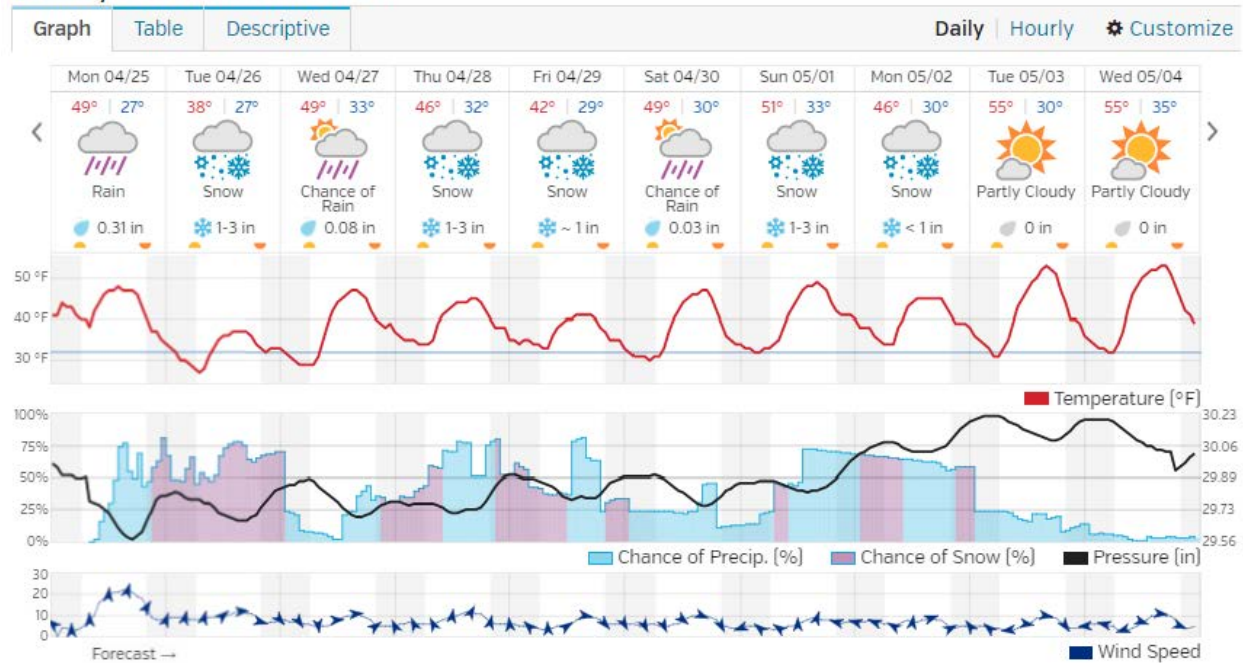 Graph Table Descriptive Daily Hourly Customize
Mon 04/25 Tue 04/26 Wed 04/27 Thu 04/28 Fri 04/29 Sat 04/30 Sun 05/01 Mon 05/02 Tue 05/03 Wed 05/04
49° 27° 38° 27° 49° 33° 46° 32° 42° 29° 49° 30° 51° 33° 46° 30° 55° 30° 55° 35°
Rain Snow Chance of Rain Snow Snow Chance of Rain Snow Snow Partly Cloudy Partly Cloudy
0.31 in 1-3 in 0.08 in 1-3 in ~ 1 in 0.03 in 1-3 in < 1 in 0 in 0 in
50 °F
40 °F
30 °F
Temperature (°F)
100% 30.23
75% 30.06
50% 29.89
25% 29.73
0% 29.56
Chance of Precip. (%) Chance of Snow (%) Pressure (in)
30
20
10
0
Forecast → Wind Speed